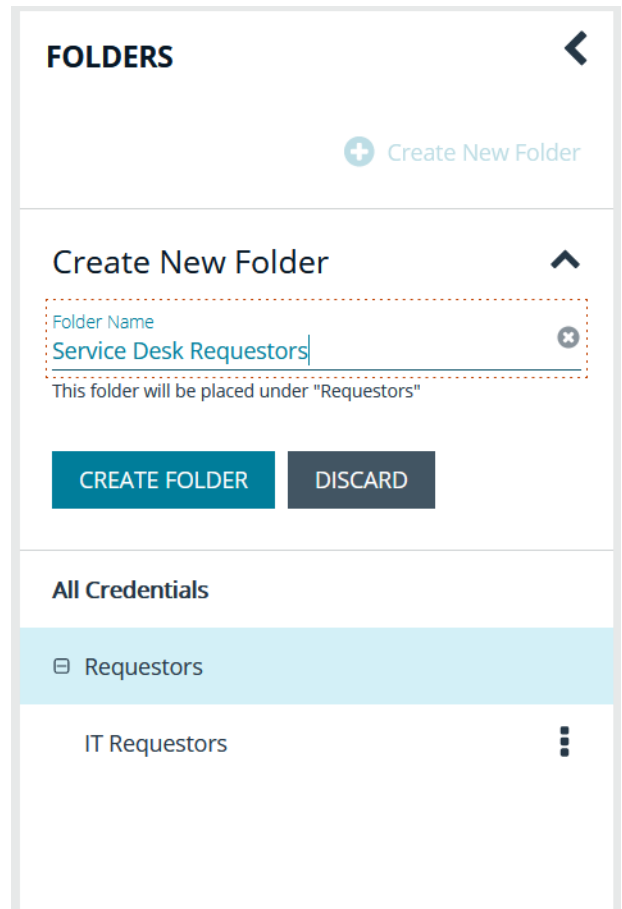 FOLDERS
Create New Folder
Create New Folder
Folder Name
Service Desk Requestors
This folder will be placed under "Requestors"
CREATE FOLDER DISCARD
All Credentials
Requestors
IT Requestors